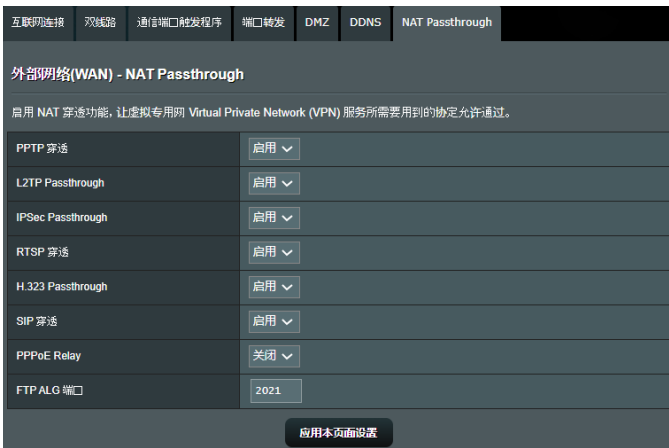 互联网连接 双线路 通信端口触发程序 端口转发 DMZ DDNS NAT Passthrough
外部网络(WAN) - NAT Passthrough
启用 NAT 穿透功能, 让虚拟专用网 Virtual Private Network (VPN) 服务所需要用到的协定允许通过。
PPTP 穿透 启用
L2TP Passthrough 启用
IPSec Passthrough 启用
RTSP 穿透 启用
H.323 Passthrough 启用
SIP 穿透 启用
PPPoE Relay 关闭
FTP ALG 端口 2021
应用本页面设置